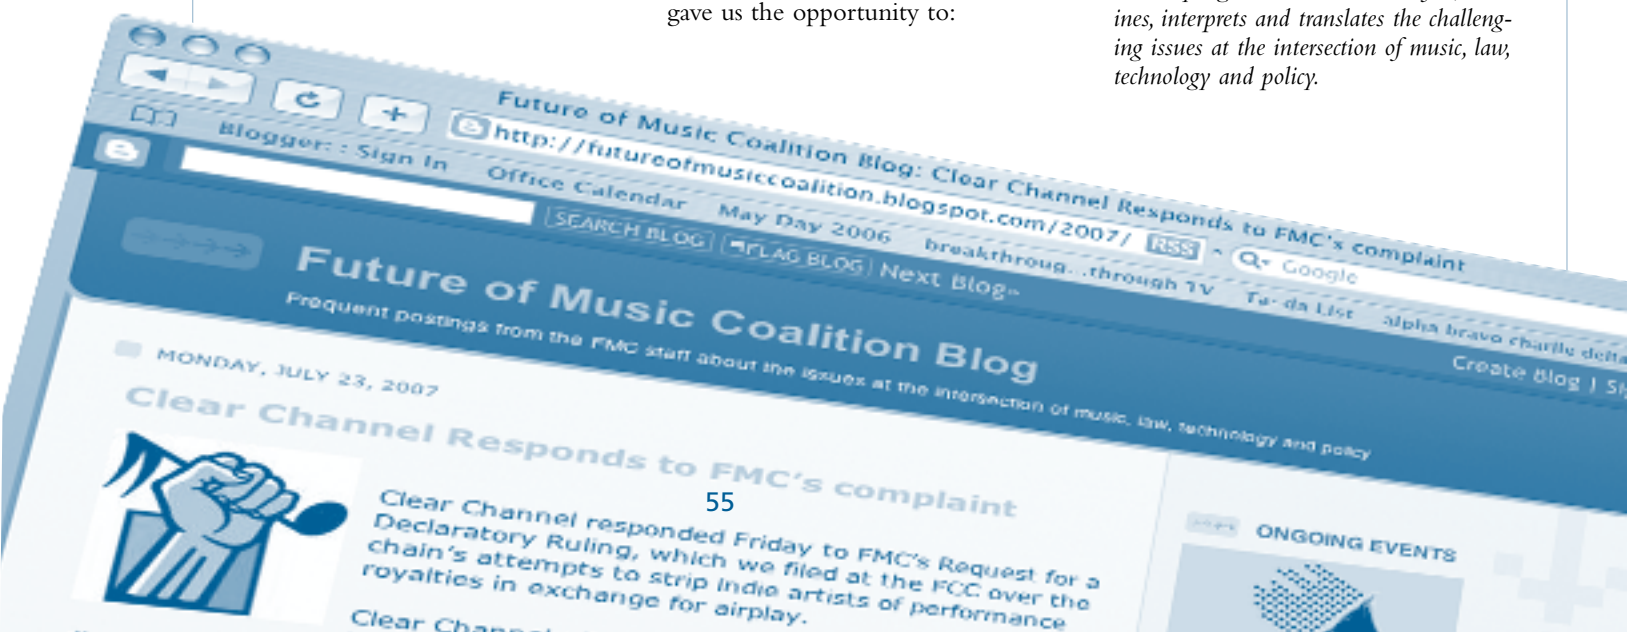 gave us the opportunity to:
ines, interprets and translates the challeng-
ing issues at the intersection of music, law,
technology and policy.
Future of Music Coalition Blog: Clear Channel Responds to FMC's complaint
http://futureofmusiccoalition.blogspot.com/2007/ RSS Google
Blogger: : Sign In Office Calendar May Day 2006 breakthroug...through TV Ta-da List alpha bravo charlie delta
SEARCH BLOG FLAG BLOG Next Blog»
Create Blog |
Future of Music Coalition Blog
Frequent postings from the FMC staff about the issues at the intersection of music, law, technology and policy
MONDAY, JULY 23, 2007
Clear Channel Responds to FMC's complaint
55
Clear Channel responded Friday to FMC's Request for a
Declaratory Ruling, which we filed at the FCC over the
chain's attempts to strip indie artists of performance
royalties in exchange for airplay.
ONGOING EVENTS